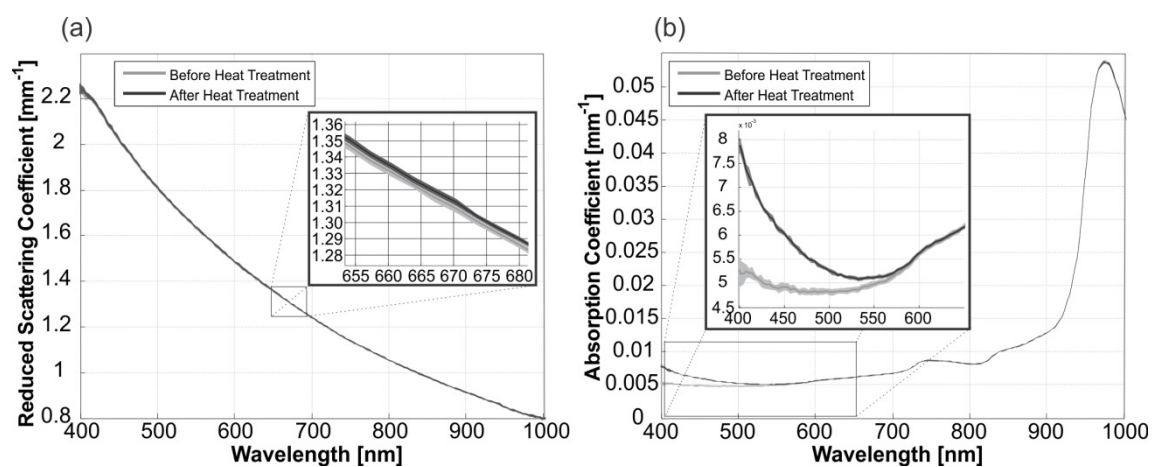 (a)
(b)
Before Heat Treatment
After Heat Treatment
Reduced Scattering Coefficient [mm-1]
2.2
2
1.8
1.6
1.4
1.2
1
0.8
400 500 600 700 800 900 1000
Wavelength [nm]
1.36
1.35
1.34
1.33
1.32
1.31
1.30
1.29
1.28
655 660 665 670 675 681
Before Heat Treatment
After Heat Treatment
Absorption Coefficient [mm-1]
0.05
0.045
0.04
0.035
0.03
0.025
0.02
0.015
0.01
0.005
0
400 500 600 700 800 900 1000
Wavelength [nm]
x 10-3
8
7.5
7
6.5
6
5.5
5
4.5
400 450 500 550 600